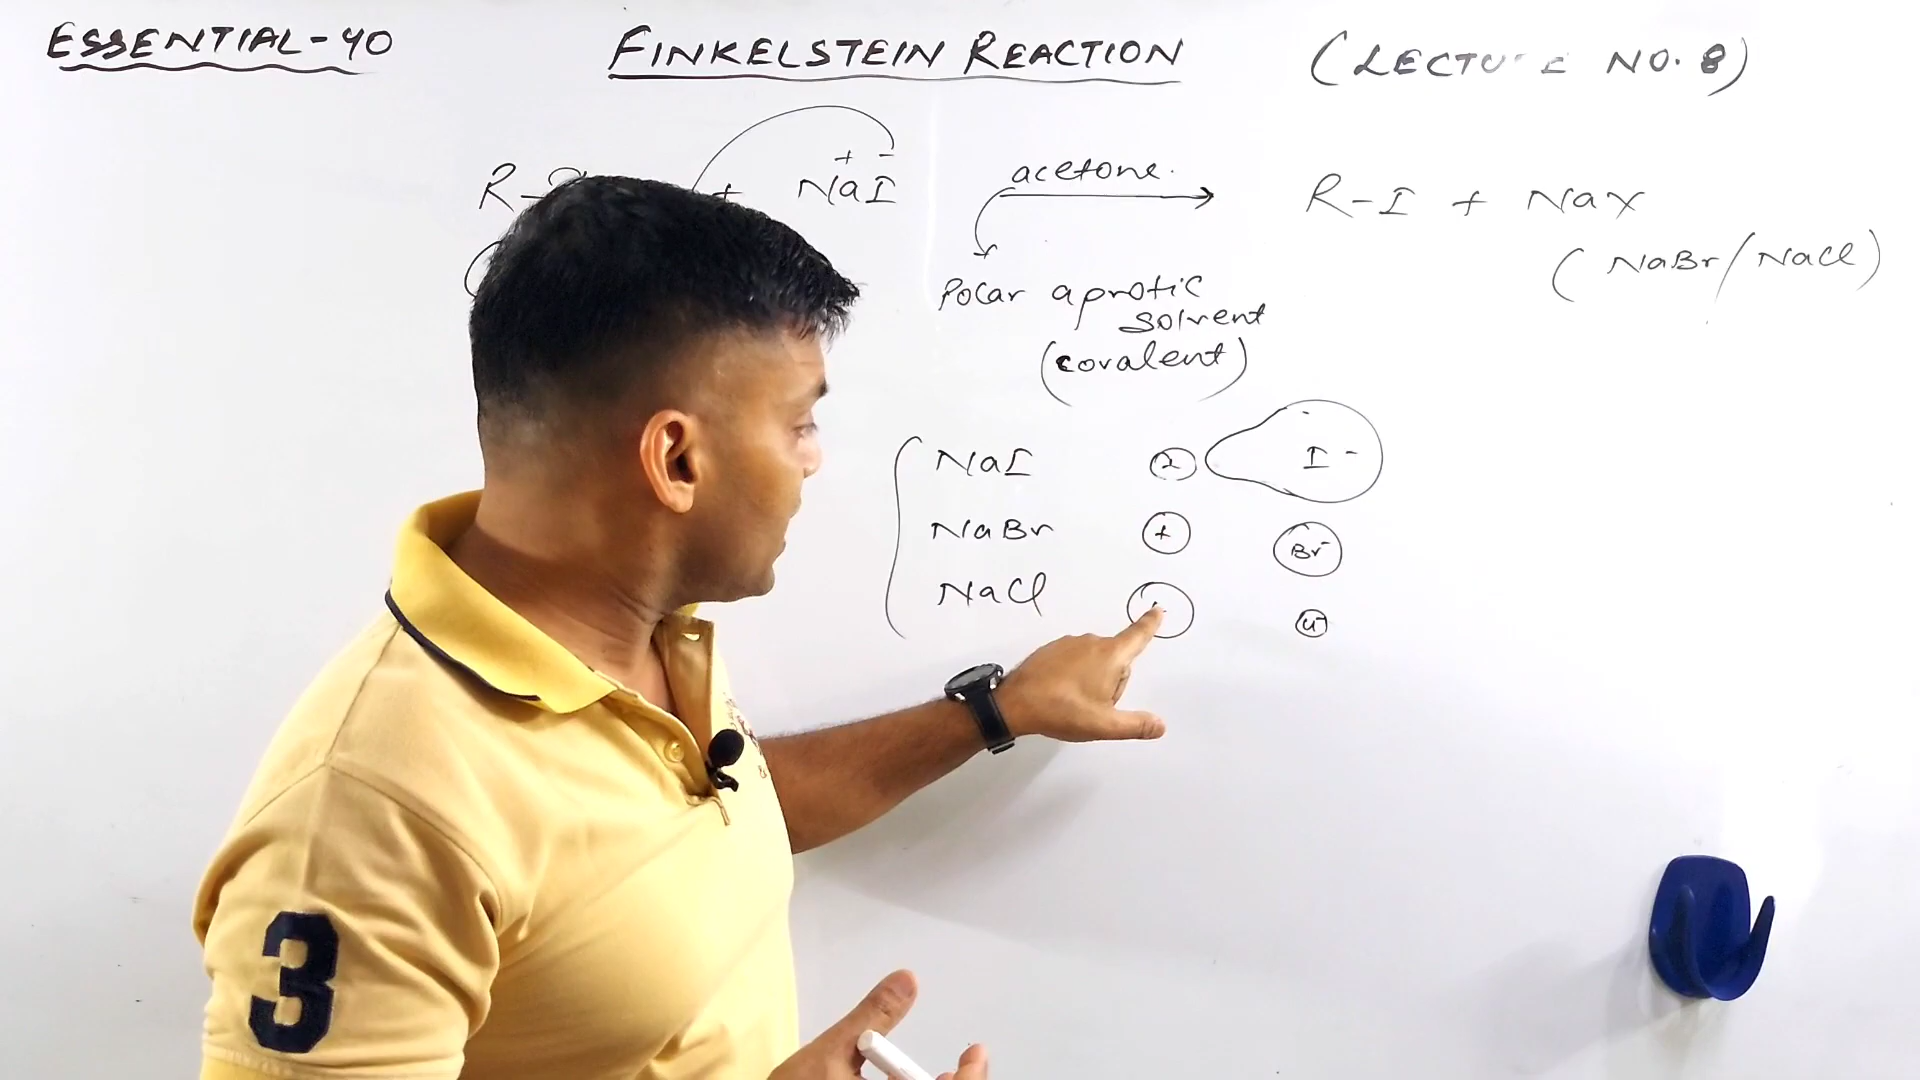 ESSENTIAL-40
FINKELSTEIN REACTION
(LECTU E NO. 8)
R- + NaI
+ -
acetone.
R-I + NaX
(NaBr/NaCl)
Polar aprotic
solvent
(covalent)
NaI I -
NaBr + Br-
NaCl
3